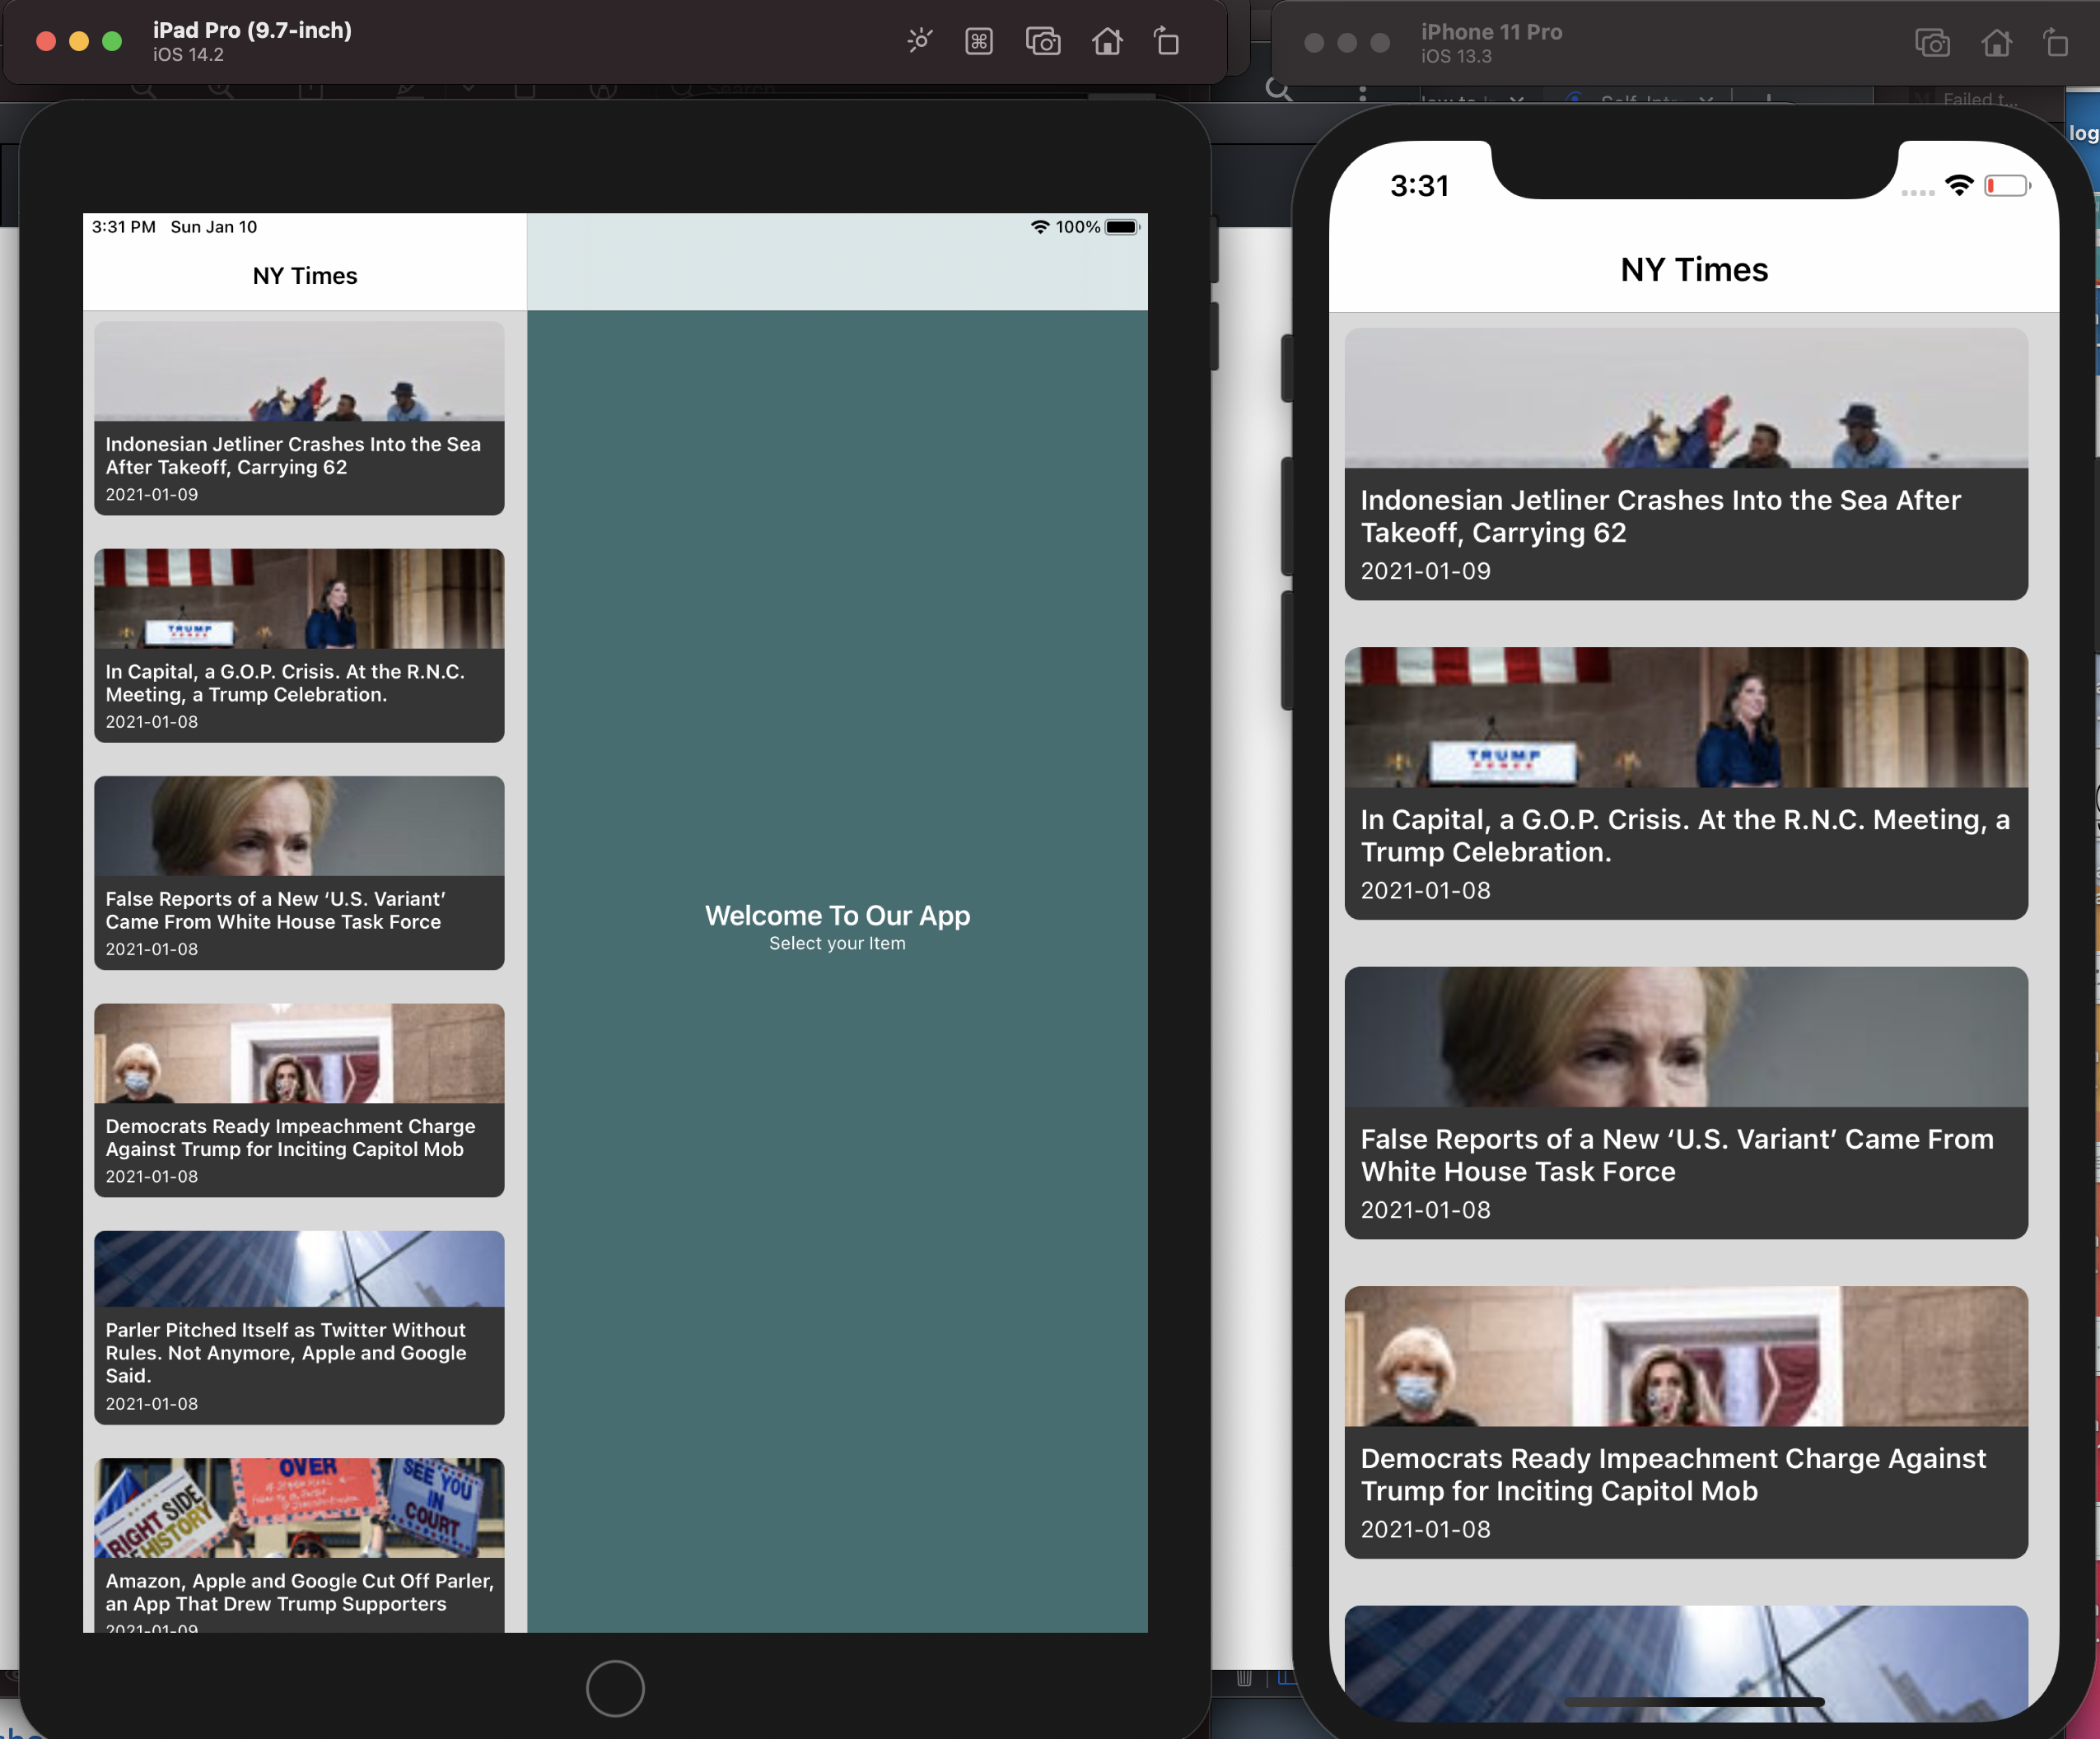 iPad Pro (9.7-inch)
iOS 14.2
Search
3:31 PM Sun Jan 10
100%
NY Times
Indonesian Jetliner Crashes Into the Sea
After Takeoff, Carrying 62
2021-01-09
TRUMP
In Capital, a G.O.P. Crisis. At the R.N.C.
Meeting, a Trump Celebration.
2021-01-08
False Reports of a New ‘U.S. Variant’
Came From White House Task Force
2021-01-08
Democrats Ready Impeachment Charge
Against Trump for Inciting Capitol Mob
2021-01-08
Parler Pitched Itself as Twitter Without
Rules. Not Anymore, Apple and Google
Said.
2021-01-08
RIGHT SIDE
HISTORY
OVER
SEE YOU
IN
COURT
Amazon, Apple and Google Cut Off Parler,
an App That Drew Trump Supporters
2021-01-09
Welcome To Our App
Select your Item
iPhone 11 Pro
iOS 13.3
Failed t...
log
3:31
NY Times
Indonesian Jetliner Crashes Into the Sea After
Takeoff, Carrying 62
2021-01-09
TRUMP
In Capital, a G.O.P. Crisis. At the R.N.C. Meeting, a
Trump Celebration.
2021-01-08
False Reports of a New ‘U.S. Variant’ Came From
White House Task Force
2021-01-08
Democrats Ready Impeachment Charge Against
Trump for Inciting Capitol Mob
2021-01-08